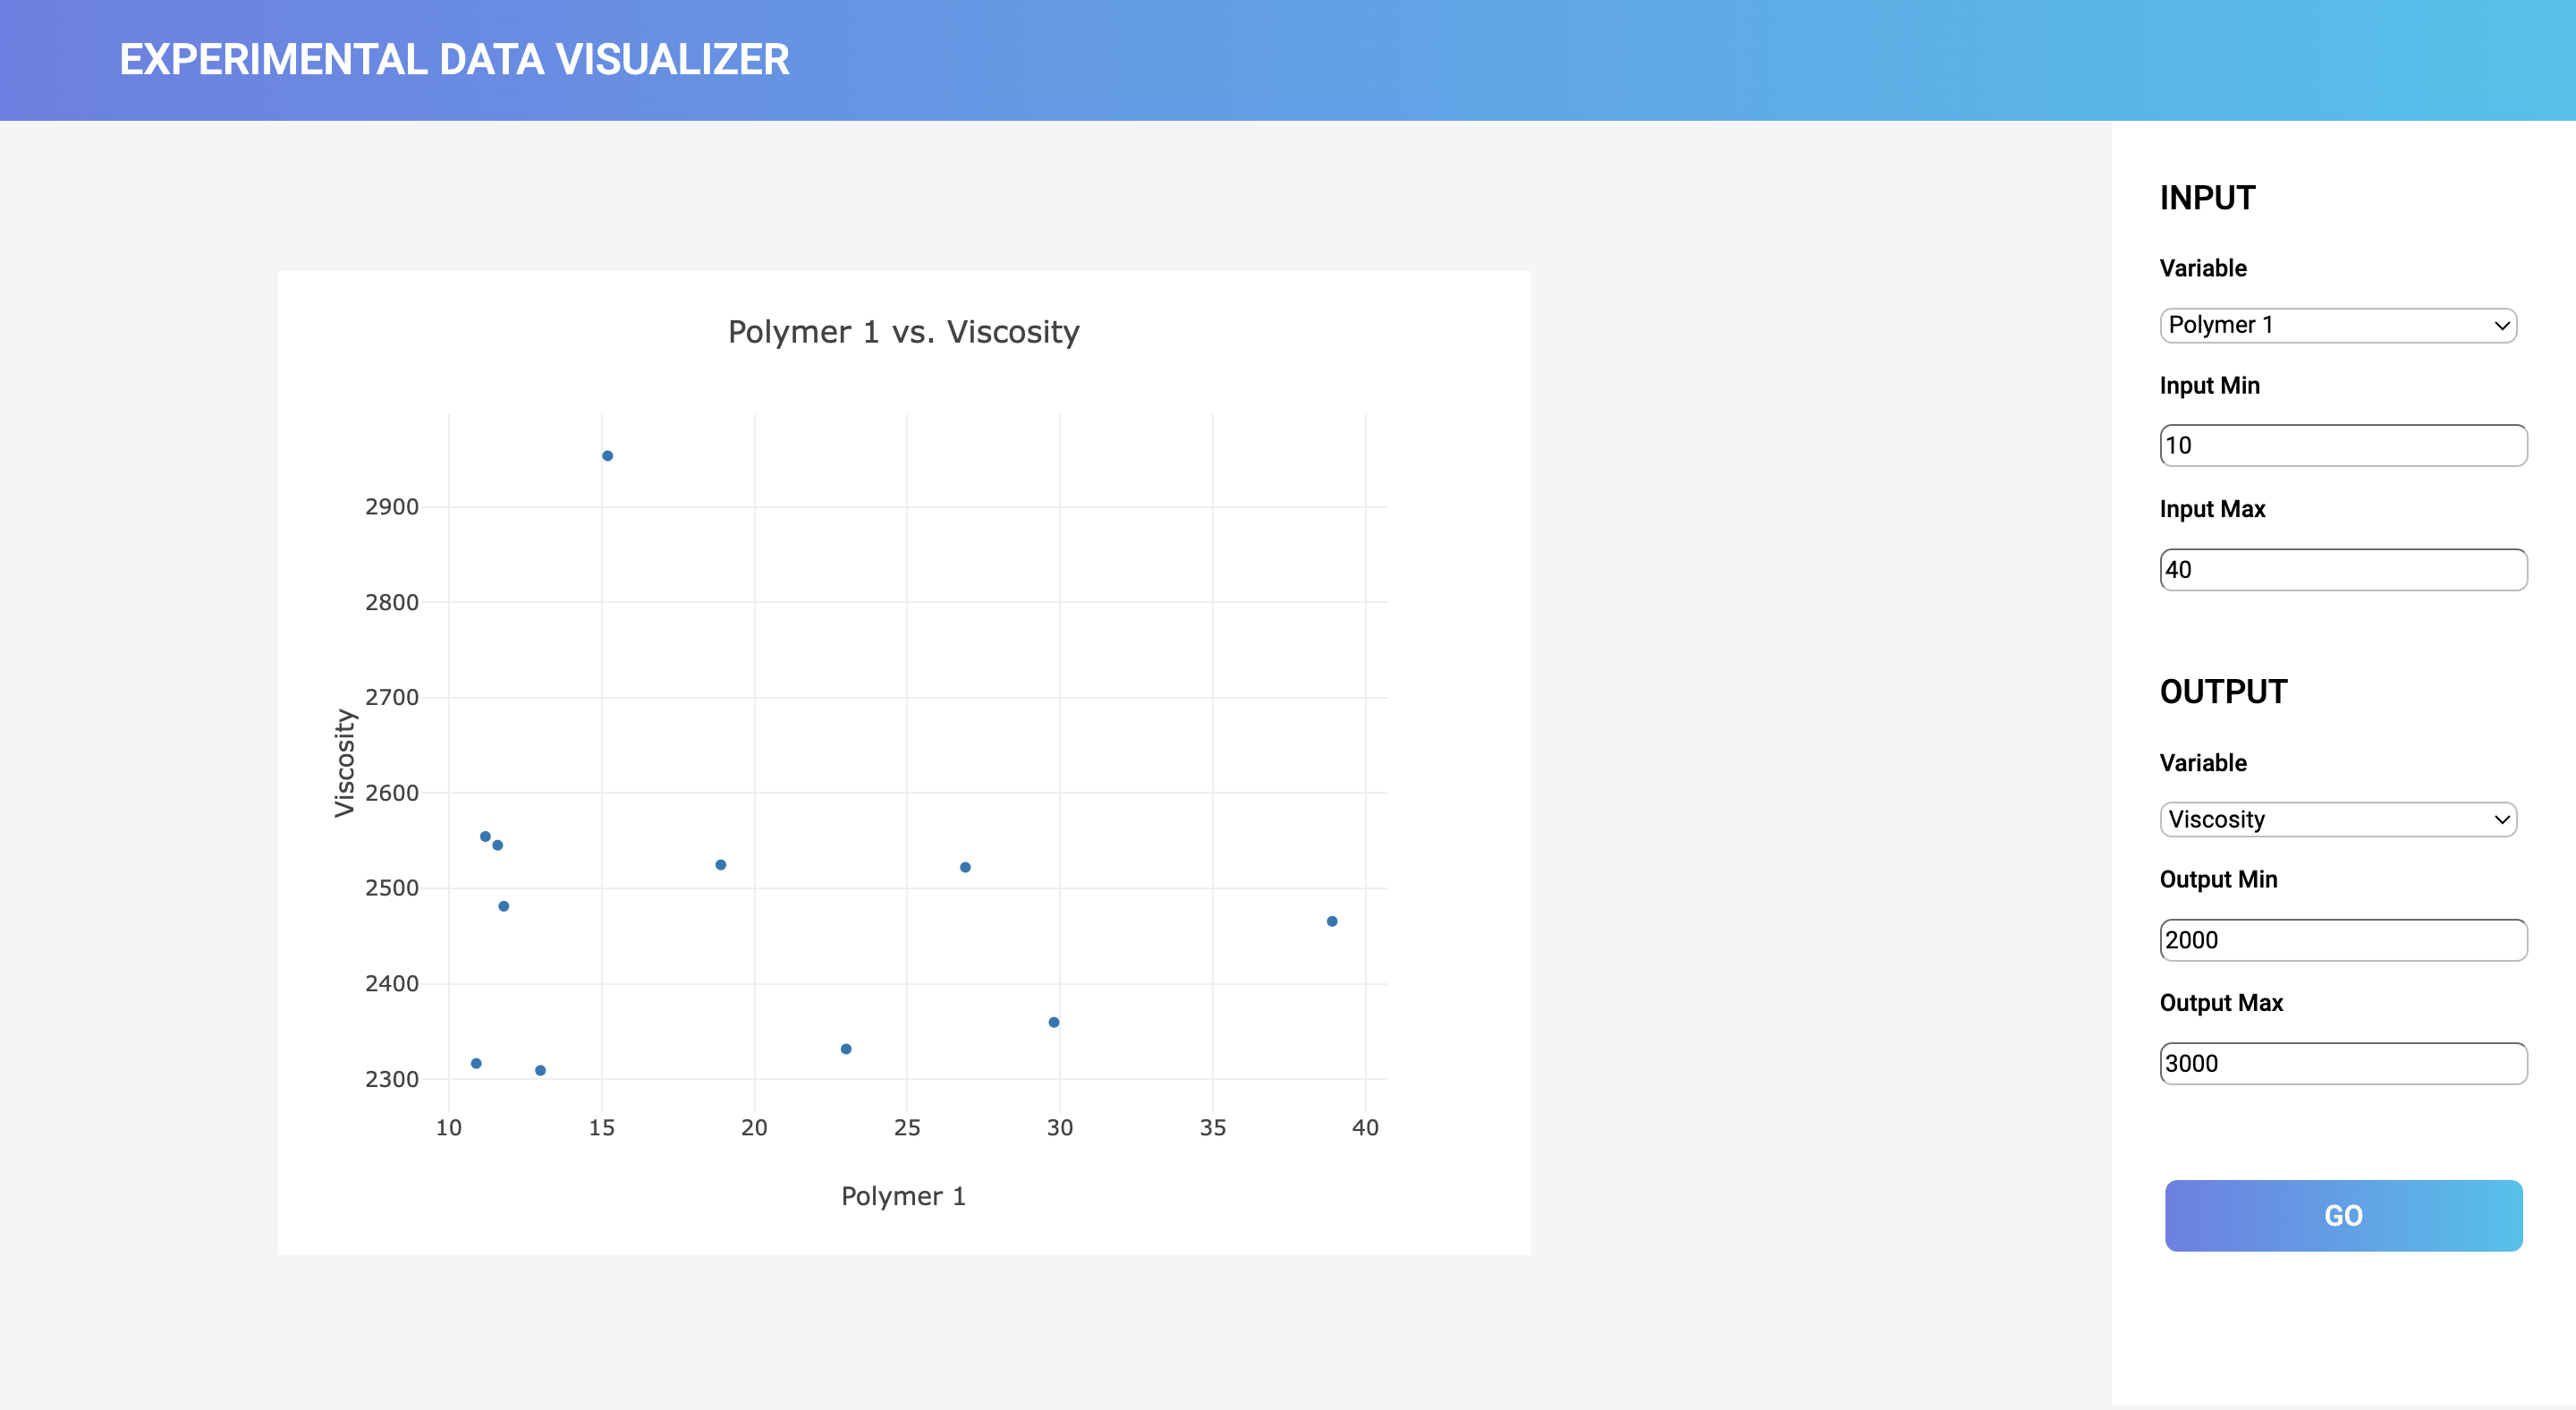 EXPERIMENTAL DATA VISUALIZER
Polymer 1 vs. Viscosity
Viscosity
2900
2800
2700
2600
2500
2400
2300
10 15 20 25 30 35 40
Polymer 1
INPUT
Variable
Polymer 1
Input Min
10
Input Max
40
OUTPUT
Variable
Viscosity
Output Min
2000
Output Max
3000
GO